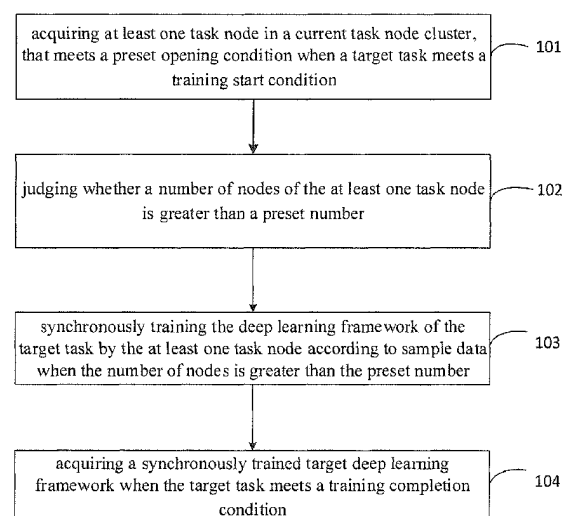 acquiring at least one task node in a current task node cluster,
that meets a preset opening condition when a target task meets a
training start condition
101
judging whether a number of nodes of the at least one task node
is greater than a preset number
102
synchronously training the deep learning framework of the
target task by the at least one task node according to sample data
when the number of nodes is greater than the preset number
103
acquiring a synchronously trained target deep learning
framework when the target task meets a training completion
condition
104